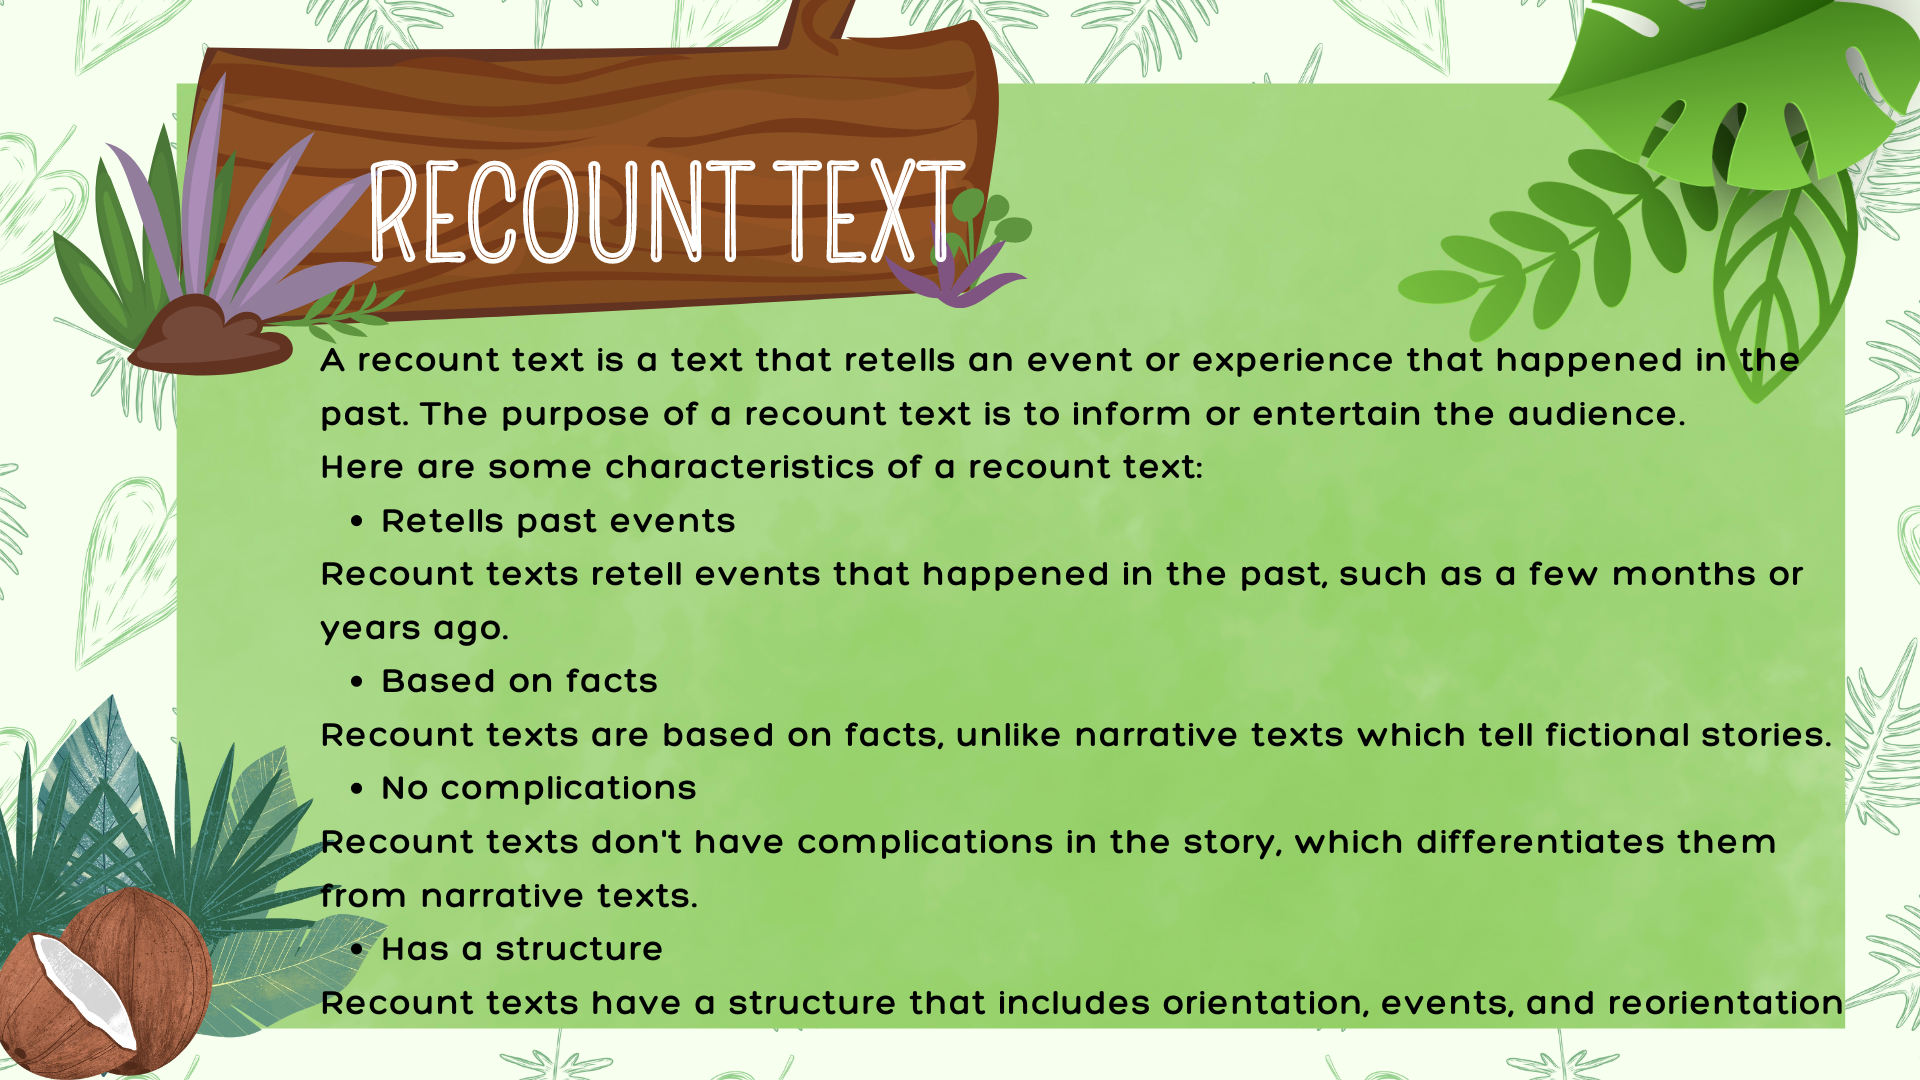 RECOUNT TEXT
A recount text is a text that retells an event or experience that happened in the
past. The purpose of a recount text is to inform or entertain the audience.
Here are some characteristics of a recount text:
• Retells past events
Recount texts retell events that happened in the past, such as a few months or
years ago.
• Based on facts
Recount texts are based on facts, unlike narrative texts which tell fictional stories.
• No complications
Recount texts don't have complications in the story, which differentiates them
from narrative texts.
• Has a structure
Recount texts have a structure that includes orientation, events, and reorientation